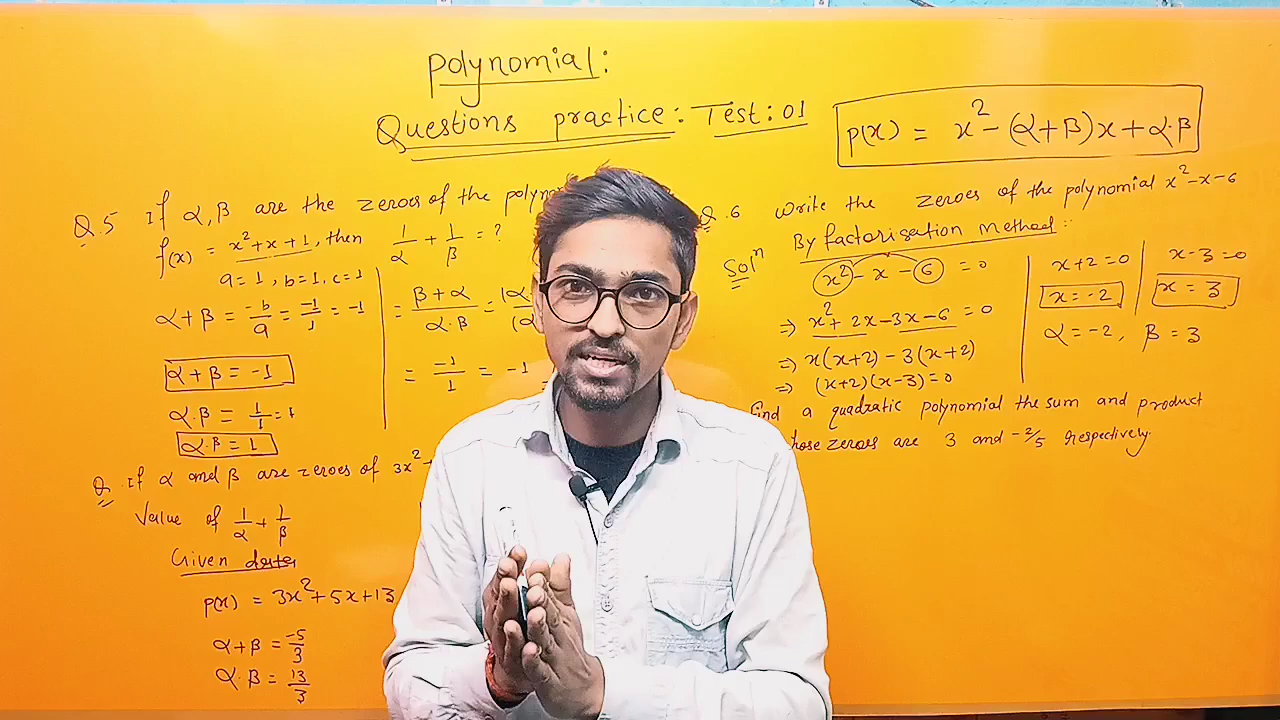 Polynomial:
Questions practice: Test: 01
p(x) = x² - (α+β)x + α·β
Q.5 If α, β are the zeroes of the
f(x) = x²+x+1, then 1/α + 1/β = ?
a=1, b=1, c=1
α+β = -b/a = -1/1 = -1
α+β = -1
α·β = 1/1 = 1
α·β = 1
= β+α/α·β =
= -1/1 = -1
Q If α and β are zeroes of 3x²
Value of 1/α + 1/β
Given
p(x) = 3x²+5x+13
α+β = -5/3
α·β = 13/3
Q.6 Write the zeroes of the polynomial x²-x-6
By factorisation method:
Solⁿ
x² - x - 6 = 0
⇒ x² + 2x - 3x - 6 = 0
⇒ x(x+2) - 3(x+2)
⇒ (x+2)(x-3) = 0
x+2=0
x=-2
x-3=0
x=3
α=-2, β=3
find a quadratic polynomial the sum and product
zeroes are 3 and -2/5 respectively.